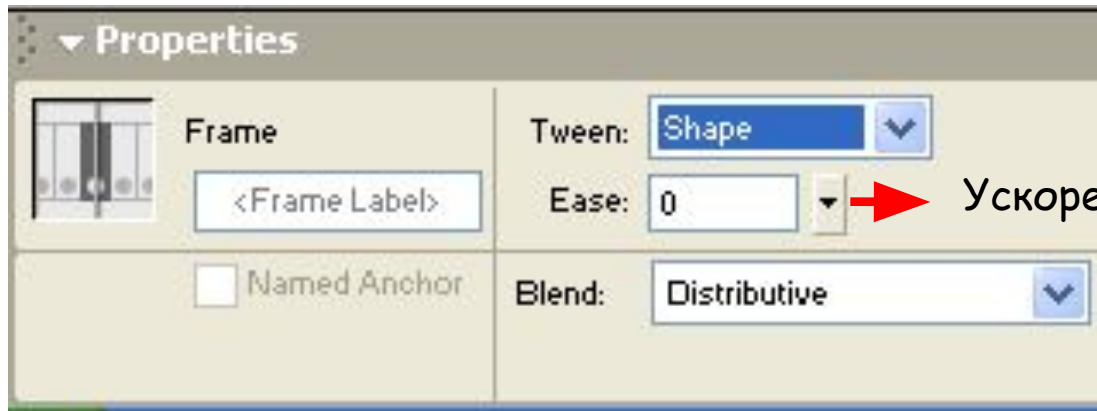 Properties
Frame
<Frame Label>
Named Anchor
Tween: Shape
Ease: 0
Ускоре
Blend: Distributive